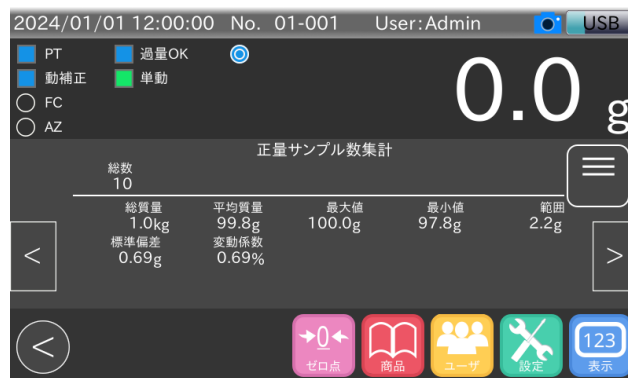 2024/01/01 12:00:00 No. 01-001 User:Admin USB
PT 過量OK
動補正 単動
FC
AZ
0.0 g
正量サンプル数集計
総数
10
総質量 平均質量 最大値 最小値 範囲
1.0kg 99.8g 100.0g 97.8g 2.2g
標準偏差 変動係数
0.69g 0.69%
< >
<
→0← 123
ゼロ点 商品 ユーザ 設定 表示